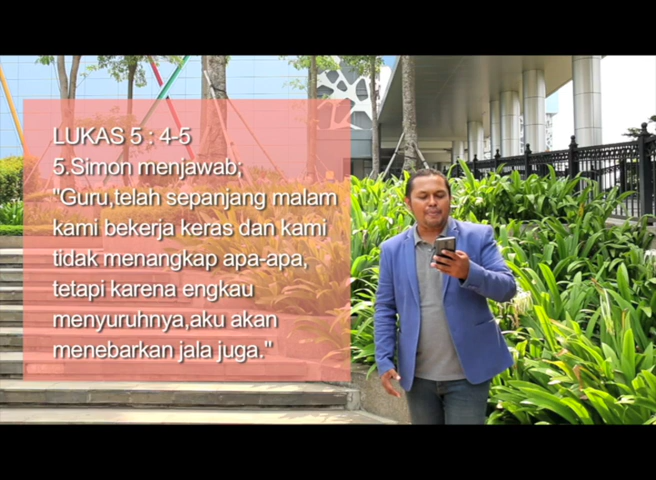 LUKAS 5 : 4-5
5.Simon menjawab;
"Guru,telah sepanjang malam
kami bekerja keras dan kami
tidak menangkap apa-apa,
tetapi karena engkau
menyuruhnya,aku akan
menebarkan jala juga."